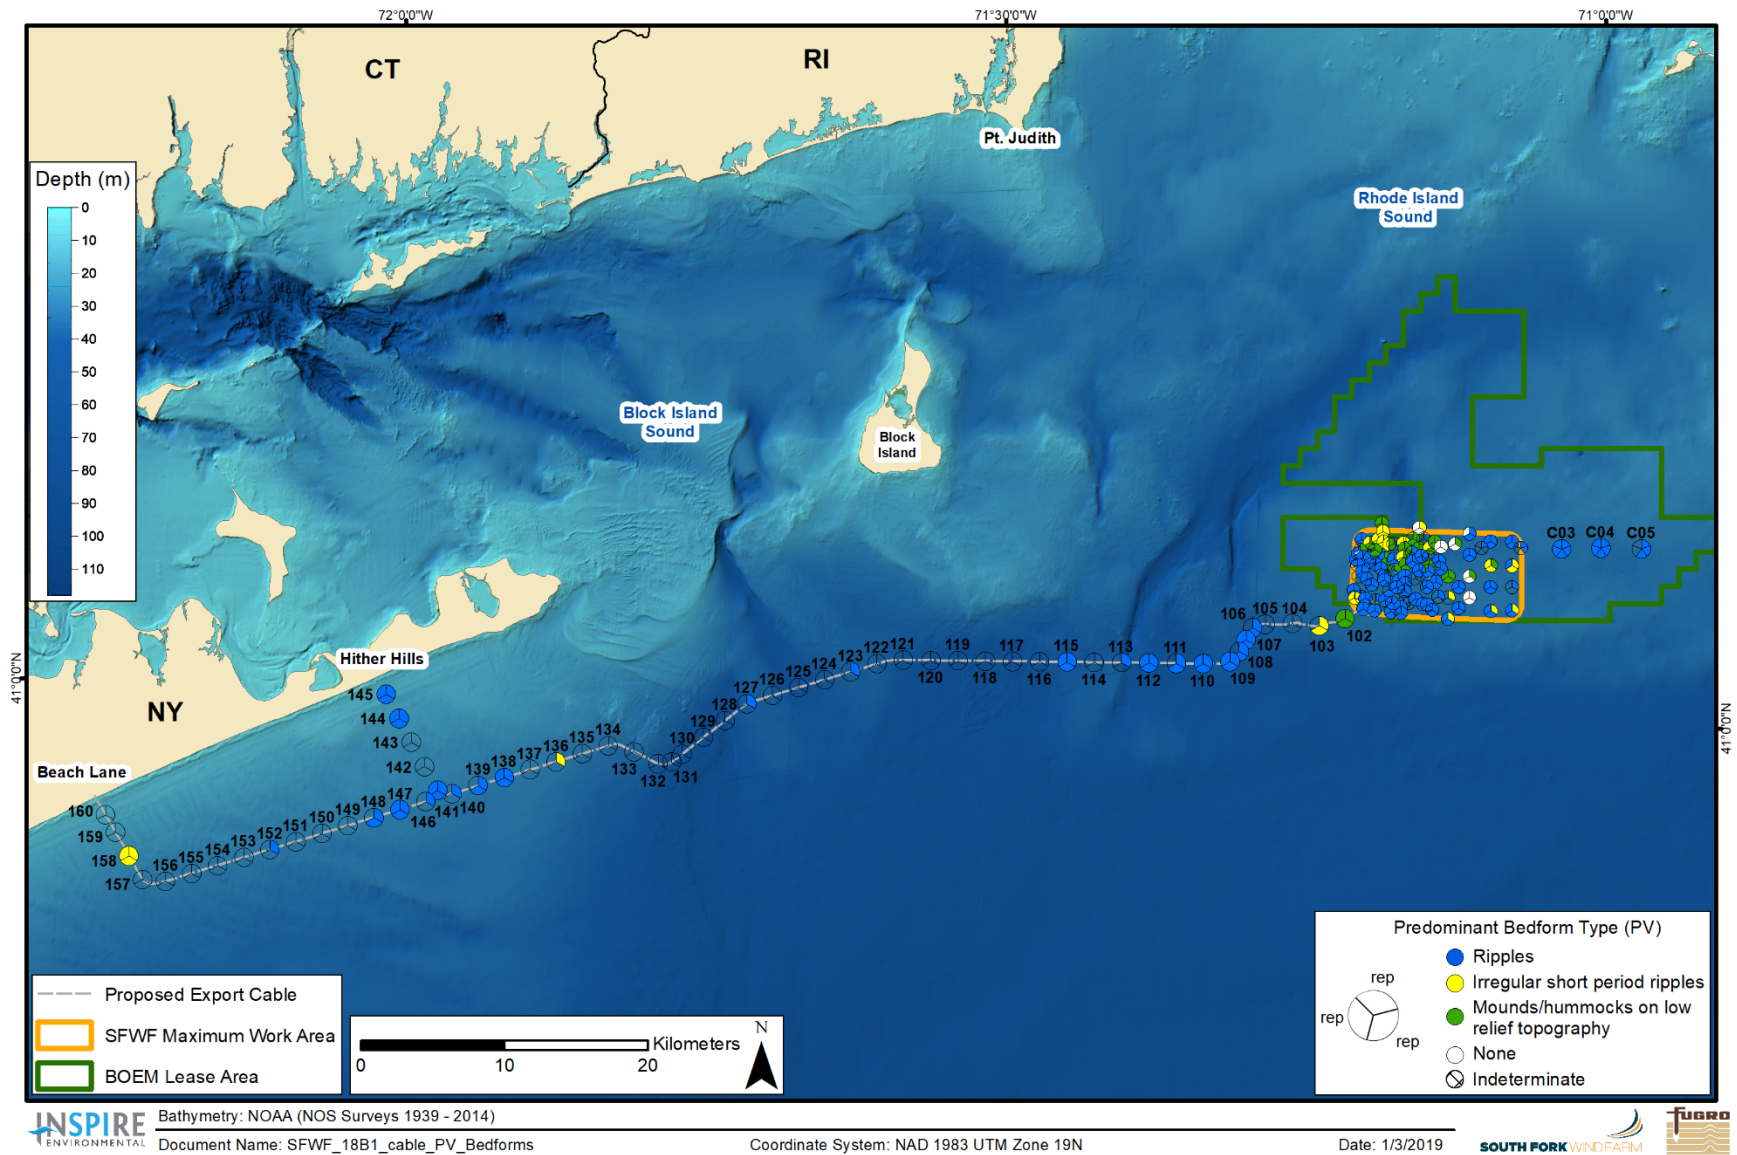 72°0'0"W
71°30'0"W
71°0'0"W
CT
RI
Pt. Judith
Depth (m)
0
10
20
30
40
50
60
70
80
90
100
110
Rhode Island
Sound
Block Island
Sound
Block
Island
C03
C04
C05
106
105
104
103
102
107
108
109
110
111
112
113
114
115
116
117
118
119
120
121
122
123
124
125
126
127
128
129
130
131
132
133
134
135
136
137
138
139
140
141
142
143
144
145
146
147
148
149
150
151
152
153
154
155
156
157
158
159
160
Hither Hills
NY
Beach Lane
41°0'0"N
41°0'0"N
Proposed Export Cable
SFWF Maximum Work Area
BOEM Lease Area
0
10
20
Kilometers
N
Predominant Bedform Type (PV)
rep
rep
rep
Ripples
Irregular short period ripples
Mounds/hummocks on low
relief topography
None
Indeterminate
INSPIRE
ENVIRONMENTAL
Bathymetry: NOAA (NOS Surveys 1939 - 2014)
Document Name: SFWF_18B1_cable_PV_Bedforms
Coordinate System: NAD 1983 UTM Zone 19N
Date: 1/3/2019
SOUTH FORK WINDFARM
FUGRO